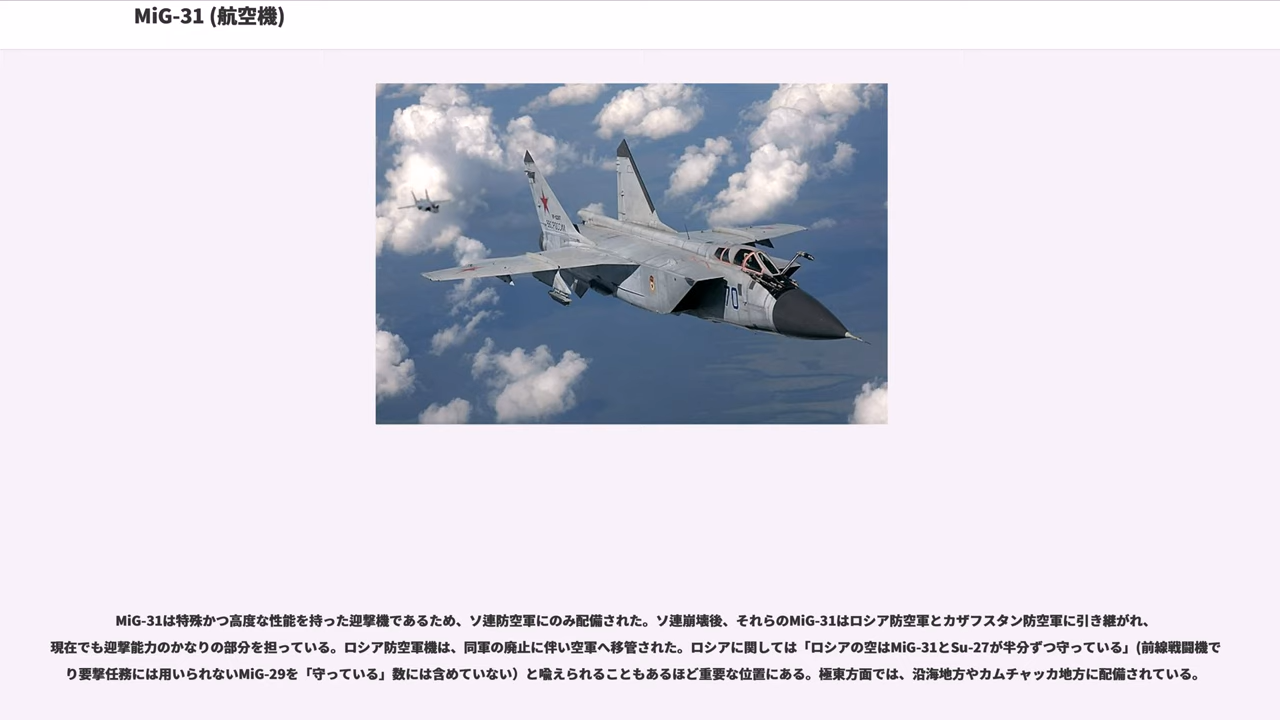 MiG-31 (航空機)
70
MiG-31は特殊かつ高度な性能を持った迎撃機であるため、ソ連防空軍にのみ配備された。ソ連崩壊後、それらのMiG-31はロシア防空軍とカザフスタン防空軍に引き継がれ、
現在でも迎撃能力のかなりの部分を担っている。ロシア防空軍機は、同軍の廃止に伴い空軍へ移管された。ロシアに関しては「ロシアの空はMiG-31とSu-27が半分ずつ守っている」(前線戦闘機で
り要撃任務には用いられないMiG-29を「守っている」数には含めていない）と喩えられることもあるほど重要な位置にある。極東方面では、沿海地方やカムチャッカ地方に配備されている。